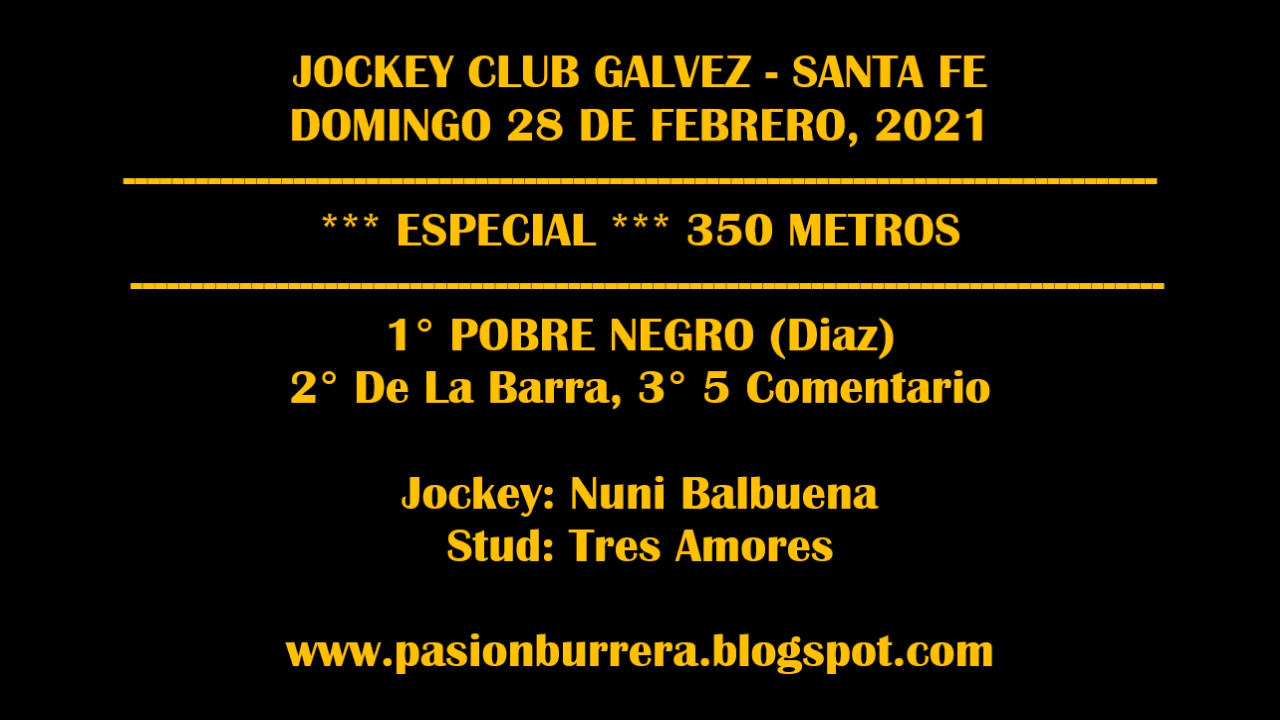 JOCKEY CLUB GALVEZ - SANTA FE
DOMINGO 28 DE FEBRERO, 2021
-------------------------------------------------------------------------------------
*** ESPECIAL *** 350 METROS
-------------------------------------------------------------------------------------
1° POBRE NEGRO (Diaz)
2° De La Barra, 3° 5 Comentario
Jockey: Nuni Balbuena
Stud: Tres Amores
www.pasionburrera.blogspot.com